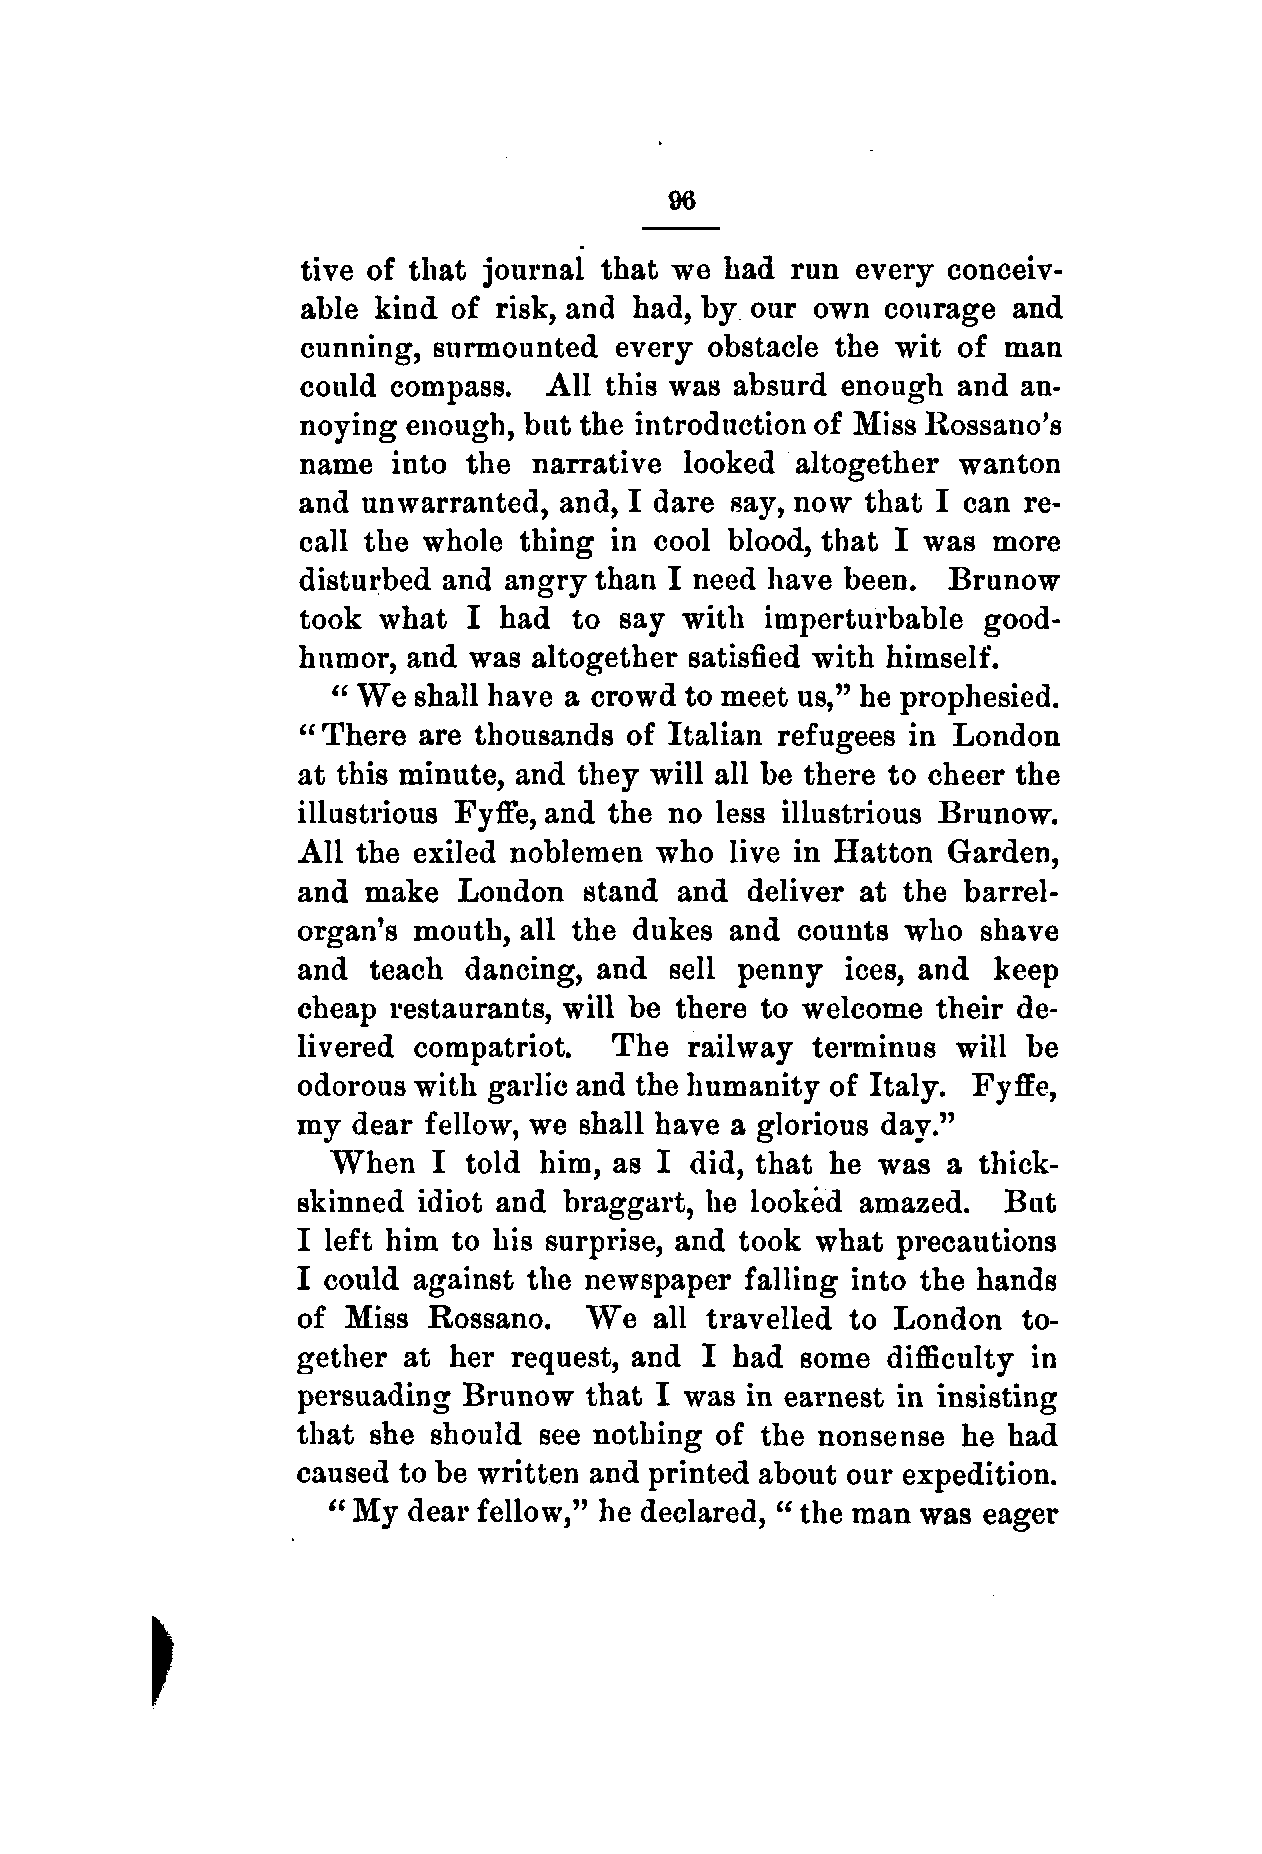 96
tive of that journal that we had run every conceiv-
able kind of risk, and had, by our own courage and
cunning, surmounted every obstacle the wit of man
could compass. All this was absurd enough and an-
noying enough, but the introduction of Miss Rossano's
name into the narrative looked altogether wanton
and unwarranted, and, I dare say, now that I can re-
call the whole thing in cool blood, that I was more
disturbed and angry than I need have been. Brunow
took what I had to say with imperturbable good-
humor, and was altogether satisfied with himself.
“ We shall have a crowd to meet us,” he prophesied.
“ There are thousands of Italian refugees in London
at this minute, and they will all be there to cheer the
illustrious Fyffe, and the no less illustrious Brunow.
All the exiled noblemen who live in Hatton Garden,
and make London stand and deliver at the barrel-
organ's mouth, all the dukes and counts who shave
and teach dancing, and sell penny ices, and keep
cheap restaurants, will be there to welcome their de-
livered compatriot. The railway terminus will be
odorous with garlic and the humanity of Italy. Fyffe,
my dear fellow, we shall have a glorious day.”
When I told him, as I did, that he was a thick-
skinned idiot and braggart, he looked amazed. But
I left him to his surprise, and took what precautions
I could against the newspaper falling into the hands
of Miss Rossano. We all travelled to London to-
gether at her request, and I had some difficulty in
persuading Brunow that I was in earnest in insisting
that she should see nothing of the nonsense he had
caused to be written and printed about our expedition.
“ My dear fellow,” he declared, “ the man was eager